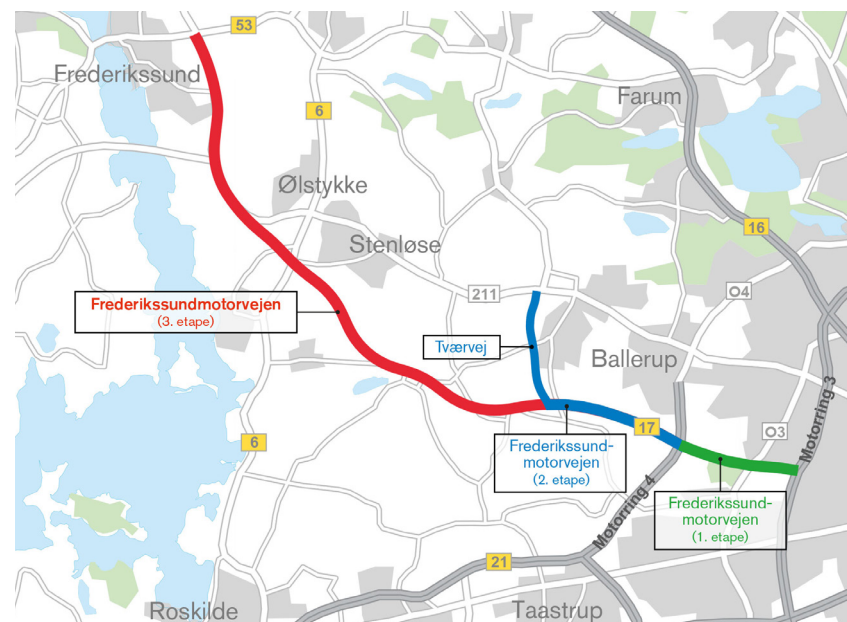 53
Frederikssund
Farum
6
Ølstykke
Stenløse
16
211
O4
Frederikssundmotorvejen
(3. etape)
Tværvej
Ballerup
Motorring 3
17
O3
6
Frederikssund-
motorvejen
(2. etape)
Motorring 4
Frederikssund-
motorvejen
(1. etape)
21
Roskilde
Taastrup